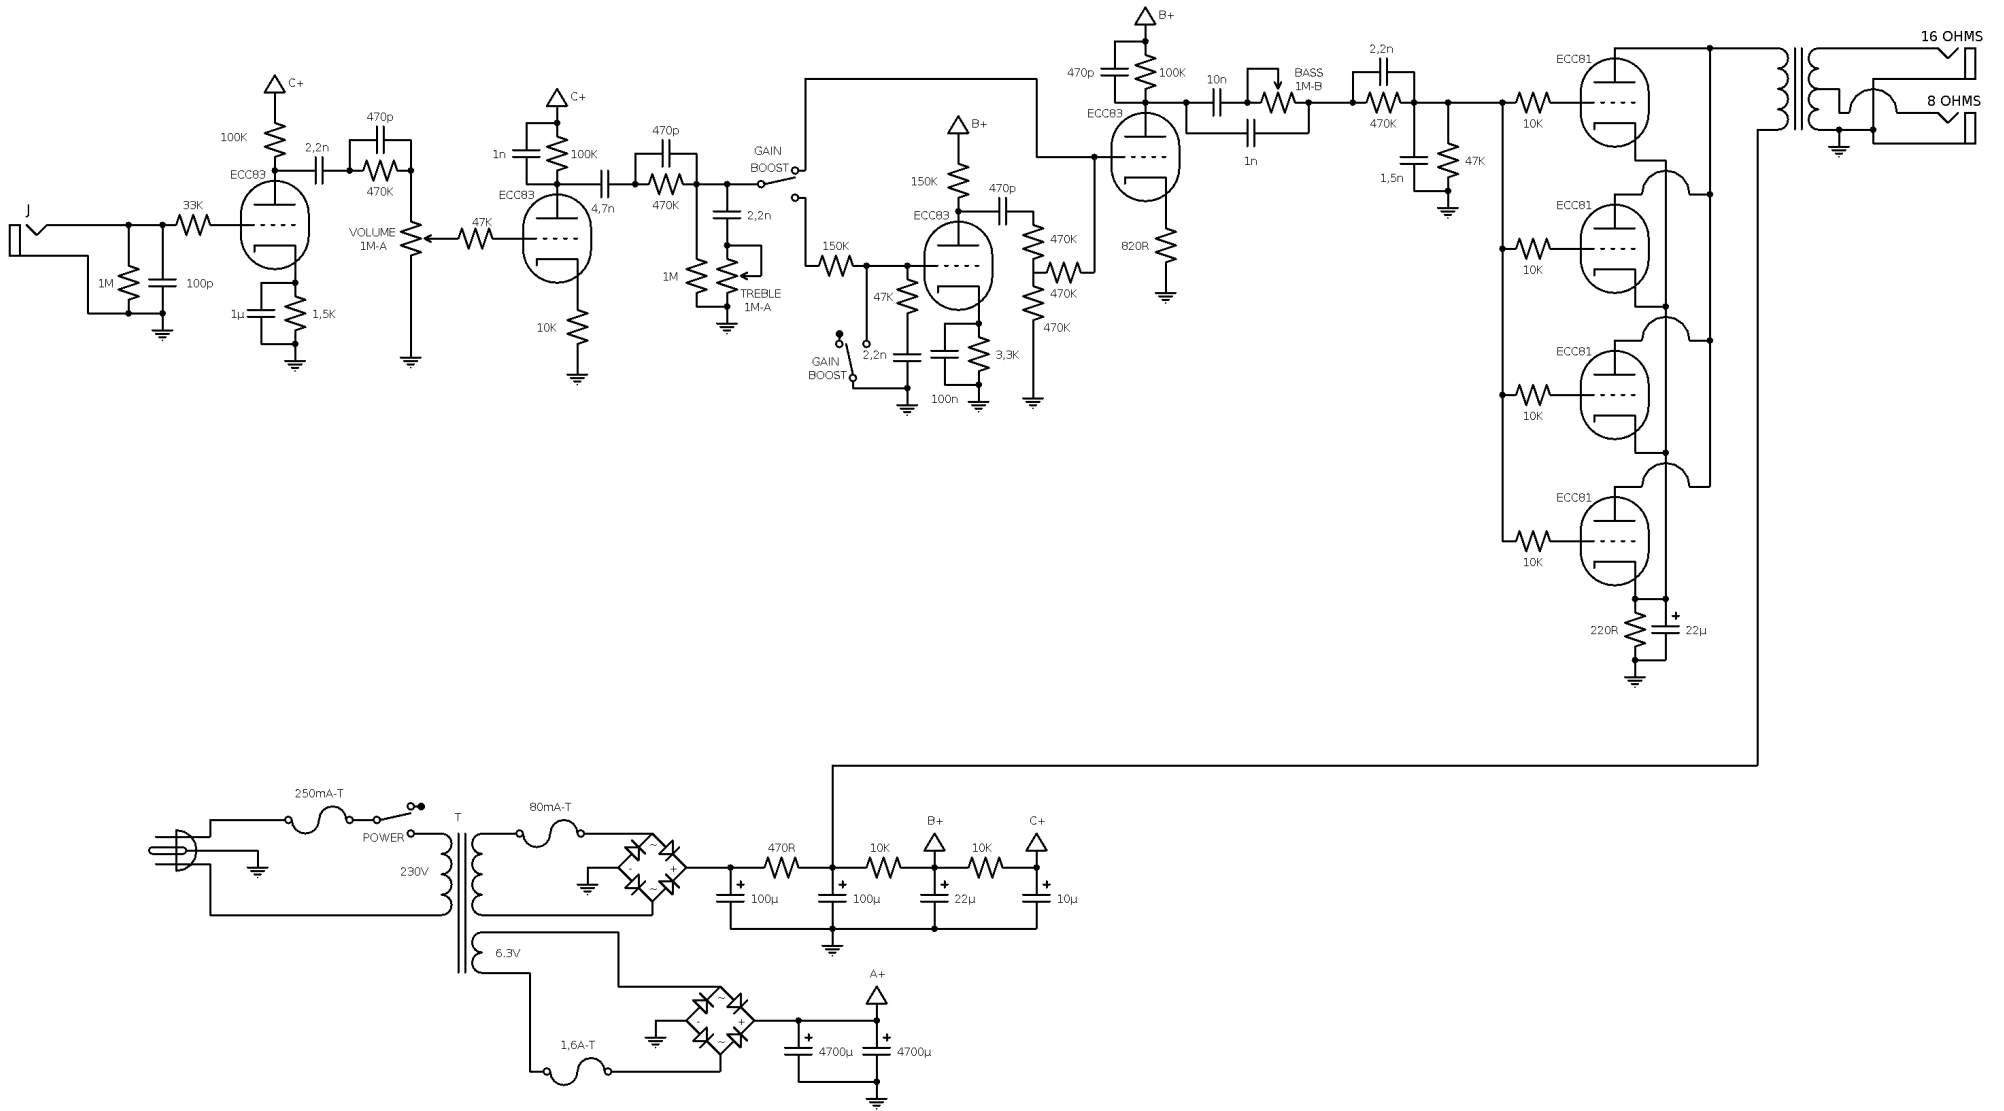 J
1M
100p
33K
ECC83
C+
100K
1µ
1,5K
2,2n
470p
470K
VOLUME
1M-A
47K
ECC83
C+
1n
100K
10K
4,7n
470p
470K
1M
2,2n
TREBLE
1M-A
GAIN
BOOST
150K
GAIN
BOOST
47K
2,2n
ECC83
B+
150K
100n
3,3K
470p
470K
470K
470K
B+
470p
100K
ECC83
820R
10n
1n
BASS
1M-B
2,2n
470K
1,5n
47K
10K
ECC81
10K
ECC81
10K
ECC81
10K
ECC81
220R
+
22µ
16 OHMS
8 OHMS
250mA-T
POWER
T
230V
80mA-T
~
-
+
~
470R
10K
B+
10K
C+
+
100µ
+
100µ
+
22µ
+
10µ
6.3V
1,6A-T
~
-
+
~
A+
+
4700µ
+
4700µ